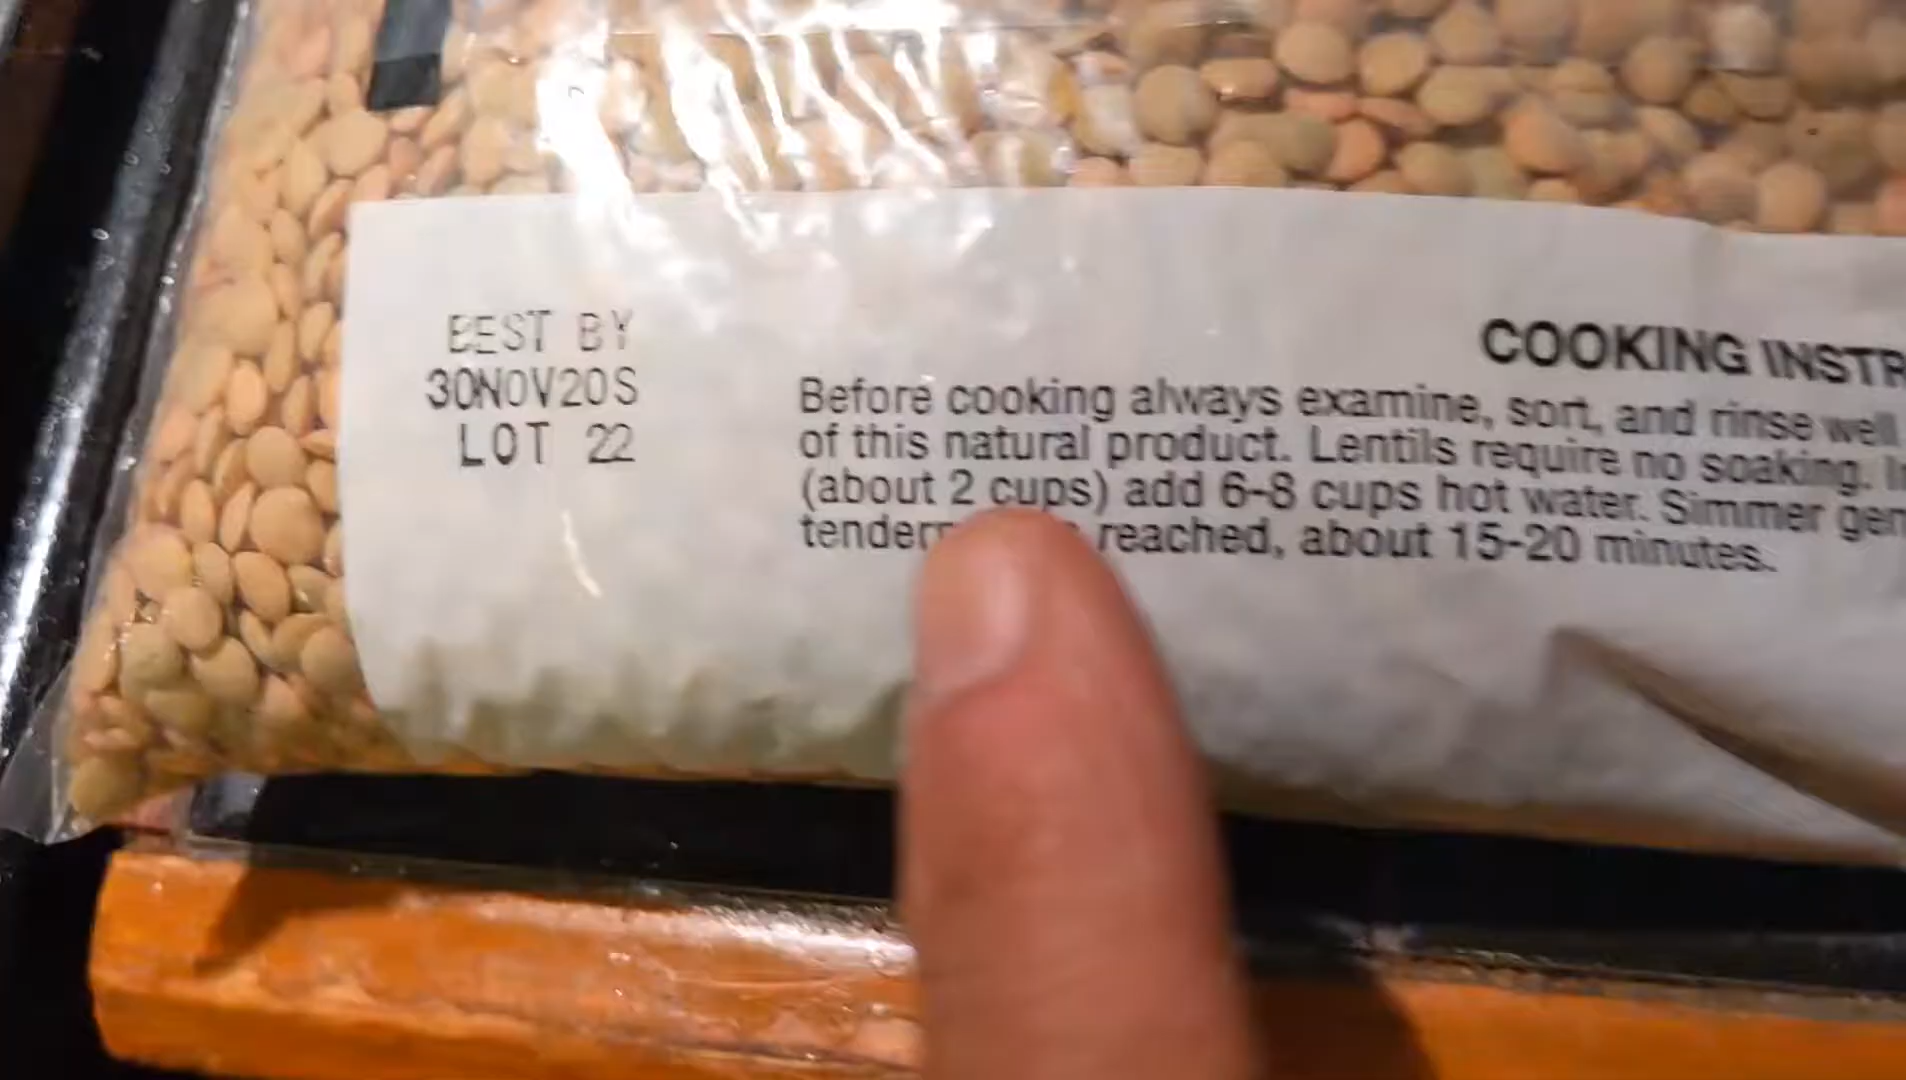 BEST BY
30NOV20S
LOT 22
COOKING INSTR
Before cooking always examine, sort, and rinse well
of this natural product. Lentils require no soaking. I
(about 2 cups) add 6-8 cups hot water. Simmer gen
reached, about 15-20 minutes.